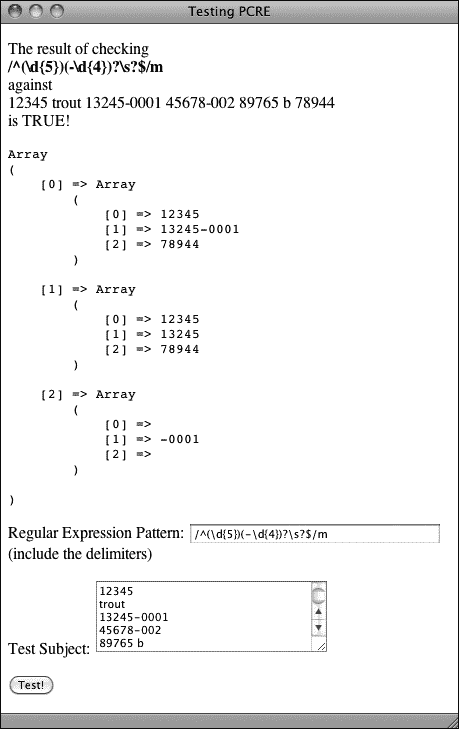 Testing PCRE
The result of checking
/^(\d{5})(-\d{4})?\s?$/m
against
12345 trout 13245-0001 45678-002 89765 b 78944
is TRUE!
Array
(
[0] => Array
(
[0] => 12345
[1] => 13245-0001
[2] => 78944
)
[1] => Array
(
[0] => 12345
[1] => 13245
[2] => 78944
)
[2] => Array
(
[0] =>
[1] => -0001
[2] =>
)
)
Regular Expression Pattern: /^(\d{5})(-\d{4})?\s?$/m
(include the delimiters)
12345
trout
13245-0001
45678-002
Test Subject: 89765 b
Test!